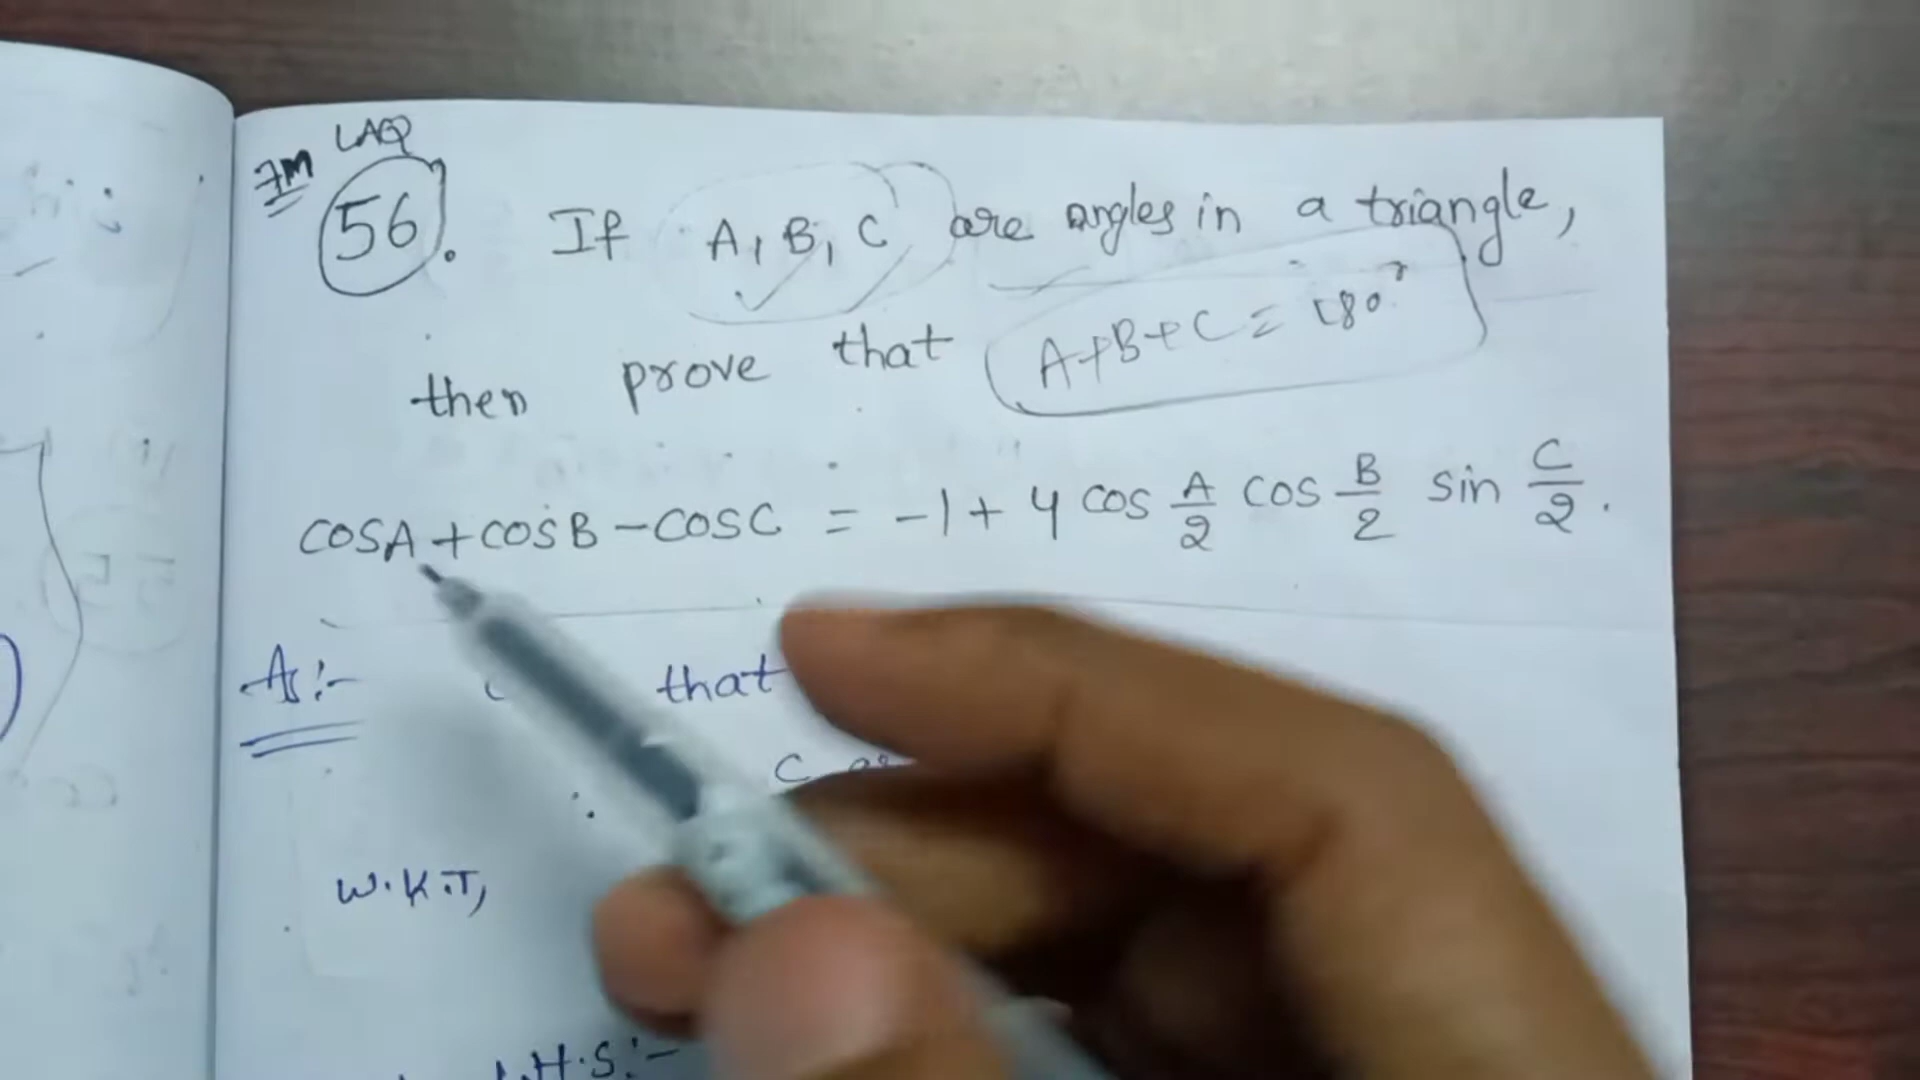 LAQ
7M
56. If A, B, C are angles in a triangle,
then prove that A+B+C = 180°
cosA + cosB - cosC = -1 + 4 cos A/2 cos B/2 sin C/2.
A:-
that
C
W.K.T,
L.H.S:-